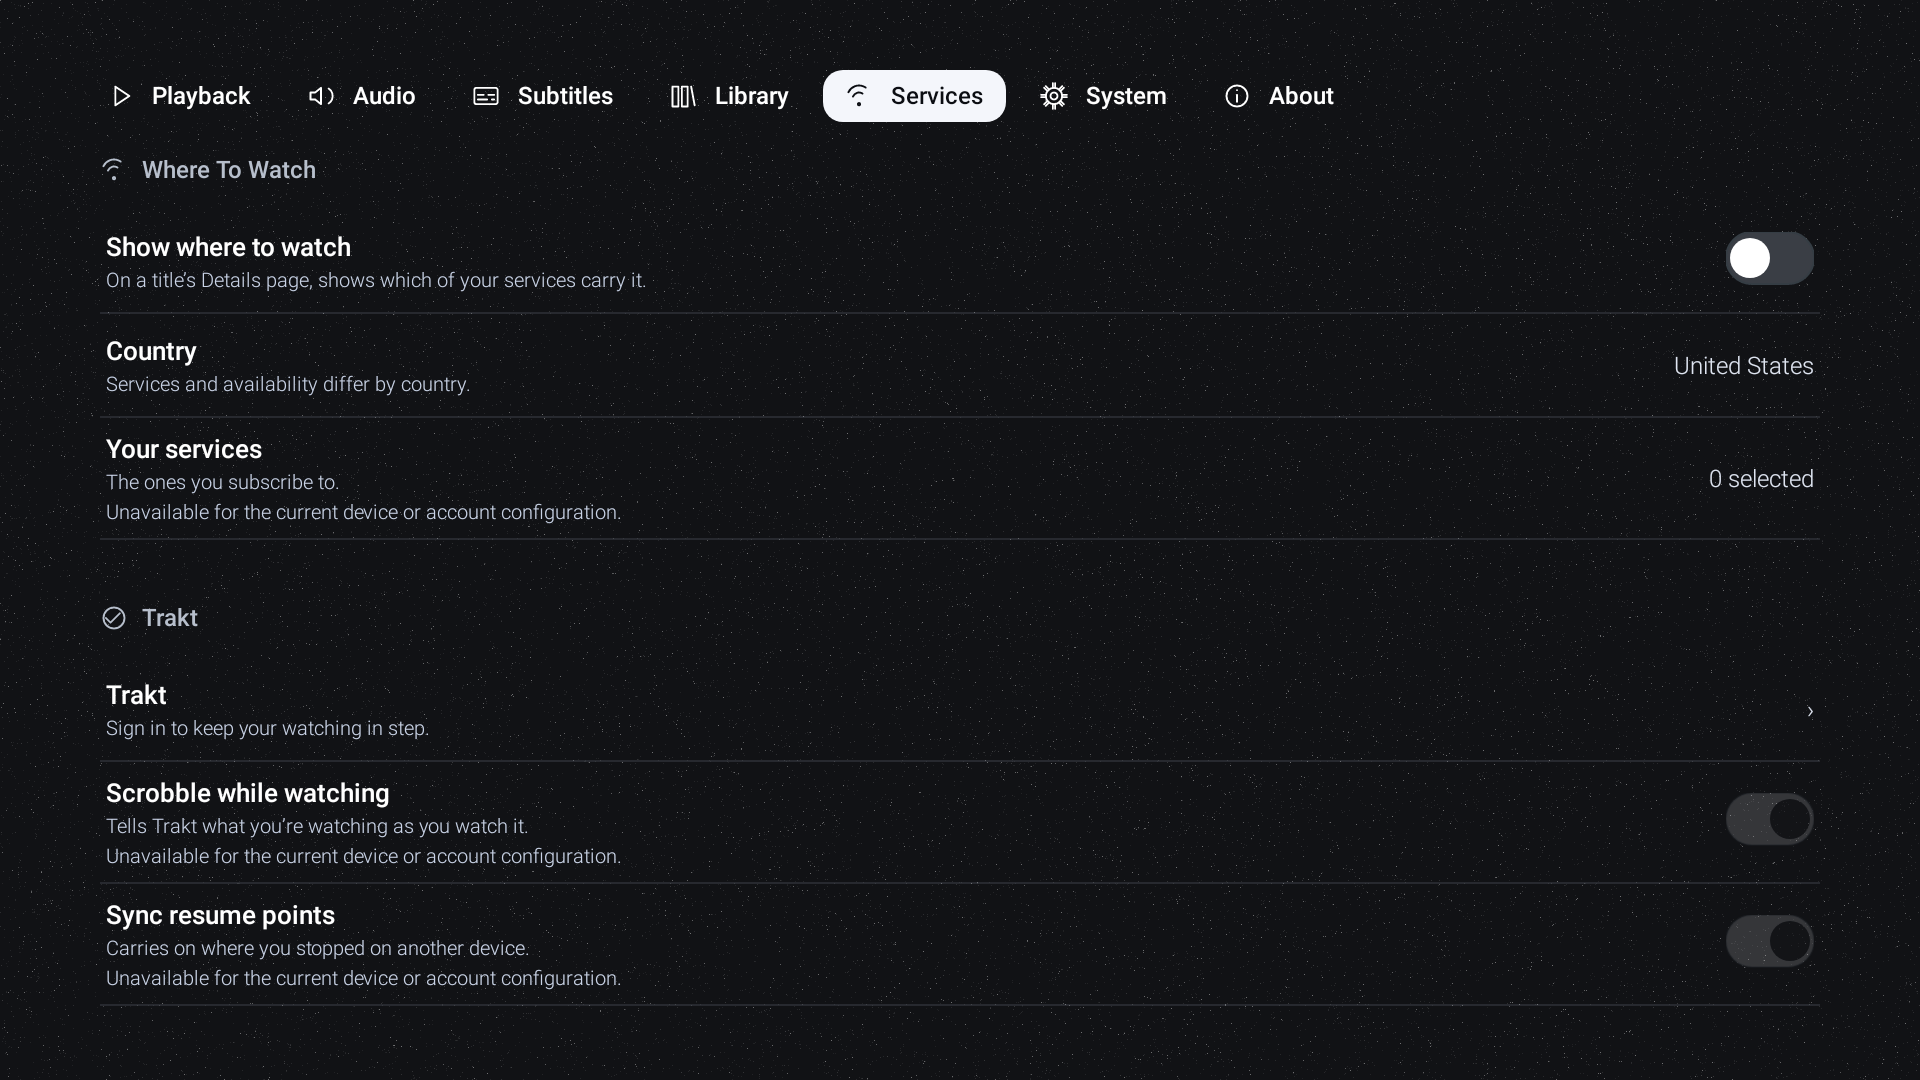 Playback
Audio
Subtitles
Library
Services
System
About
Where To Watch
Show where to watch
On a title’s Details page, shows which of your services carry it.
Country
Services and availability differ by country.
United States
Your services
The ones you subscribe to.
Unavailable for the current device or account configuration.
0 selected
Trakt
Trakt
Sign in to keep your watching in step.
Scrobble while watching
Tells Trakt what you’re watching as you watch it.
Unavailable for the current device or account configuration.
Sync resume points
Carries on where you stopped on another device.
Unavailable for the current device or account configuration.